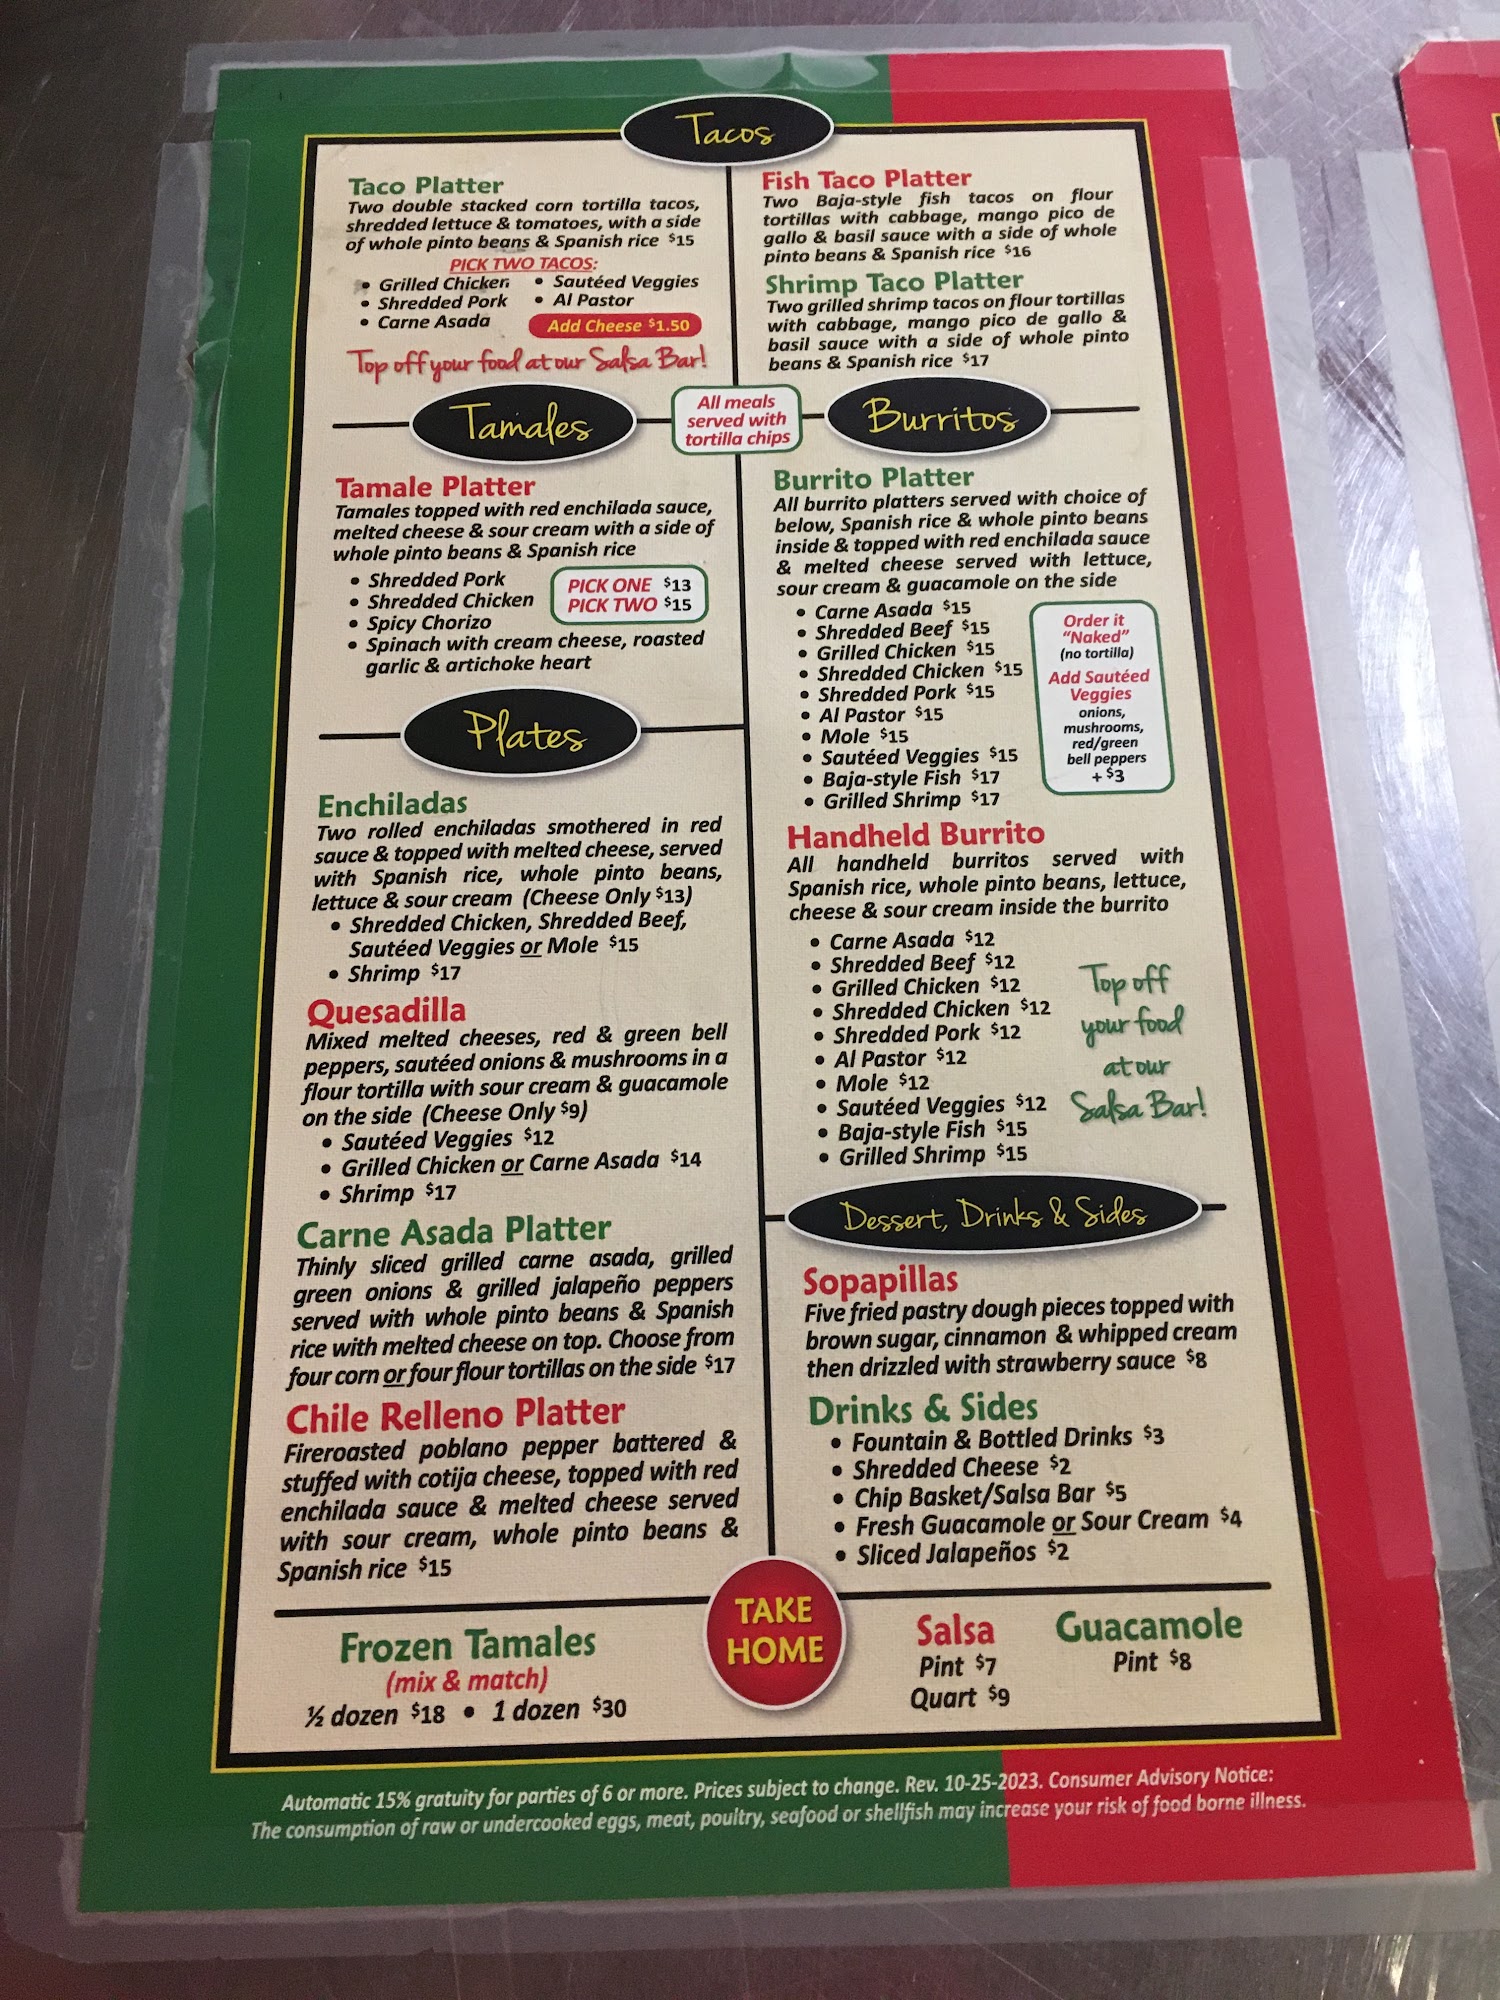 Tacos
Taco Platter
Two double stacked corn tortilla tacos,
shredded lettuce & tomatoes, with a side
of whole pinto beans & Spanish rice $15
PICK TWO TACOS:
• Grilled Chicken • Sautéed Veggies
• Shredded Pork • Al Pastor
• Carne Asada
Add Cheese $1.50
Top off your food at our Salsa Bar!
Fish Taco Platter
Two Baja-style fish tacos on flour
tortillas with cabbage, mango pico de
gallo & basil sauce with a side of whole
pinto beans & Spanish rice $16
Shrimp Taco Platter
Two grilled shrimp tacos on flour tortillas
with cabbage, mango pico de gallo &
basil sauce with a side of whole pinto
beans & Spanish rice $17
All meals
served with
tortilla chips
Tamales
Tamale Platter
Tamales topped with red enchilada sauce,
melted cheese & sour cream with a side of
whole pinto beans & Spanish rice
• Shredded Pork
• Shredded Chicken
• Spicy Chorizo
• Spinach with cream cheese, roasted
garlic & artichoke heart
PICK ONE $13
PICK TWO $15
Plates
Enchiladas
Two rolled enchiladas smothered in red
sauce & topped with melted cheese, served
with Spanish rice, whole pinto beans,
lettuce & sour cream (Cheese Only $13)
• Shredded Chicken, Shredded Beef,
Sautéed Veggies or Mole $15
• Shrimp $17
Quesadilla
Mixed melted cheeses, red & green bell
peppers, sautéed onions & mushrooms in a
flour tortilla with sour cream & guacamole
on the side (Cheese Only $9)
• Sautéed Veggies $12
• Grilled Chicken or Carne Asada $14
• Shrimp $17
Carne Asada Platter
Thinly sliced grilled carne asada, grilled
green onions & grilled jalapeño peppers
served with whole pinto beans & Spanish
rice with melted cheese on top. Choose from
four corn or four flour tortillas on the side $17
Chile Relleno Platter
Fireroasted poblano pepper battered &
stuffed with cotija cheese, topped with red
enchilada sauce & melted cheese served
with sour cream, whole pinto beans &
Spanish rice $15
Burritos
Burrito Platter
All burrito platters served with choice of
below, Spanish rice & whole pinto beans
inside & topped with red enchilada sauce
& melted cheese served with lettuce,
sour cream & guacamole on the side
• Carne Asada $15
• Shredded Beef $15
• Grilled Chicken $15
• Shredded Chicken $15
• Shredded Pork $15
• Al Pastor $15
• Mole $15
• Sautéed Veggies $15
• Baja-style Fish $17
• Grilled Shrimp $17
Order it
"Naked"
(no tortilla)
Add Sautéed
Veggies
onions,
mushrooms,
red/green
bell peppers
+ $3
Handheld Burrito
All handheld burritos served with
Spanish rice, whole pinto beans, lettuce,
cheese & sour cream inside the burrito
• Carne Asada $12
• Shredded Beef $12
• Grilled Chicken $12
• Shredded Chicken $12
• Shredded Pork $12
• Al Pastor $12
• Mole $12
• Sautéed Veggies $12
• Baja-style Fish $15
• Grilled Shrimp $15
Top off
your food
at our
Salsa Bar!
Dessert, Drinks & Sides
Sopapillas
Five fried pastry dough pieces topped with
brown sugar, cinnamon & whipped cream
then drizzled with strawberry sauce $8
Drinks & Sides
• Fountain & Bottled Drinks $3
• Shredded Cheese $2
• Chip Basket/Salsa Bar $5
• Fresh Guacamole or Sour Cream $4
• Sliced Jalapeños $2
TAKE
HOME
Frozen Tamales
(mix & match)
½ dozen $18 • 1 dozen $30
Salsa
Pint $7
Quart $9
Guacamole
Pint $8
Automatic 15% gratuity for parties of 6 or more. Prices subject to change. Rev. 10-25-2023. Consumer Advisory Notice:
The consumption of raw or undercooked eggs, meat, poultry, seafood or shellfish may increase your risk of food borne illness.